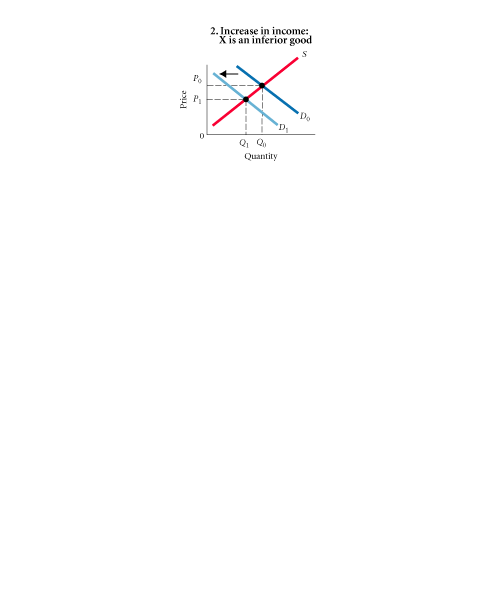 2. Increase in income:
X is an inferior good
S
P0
Price
P1
D0
D1
0
Q1 Q0
Quantity